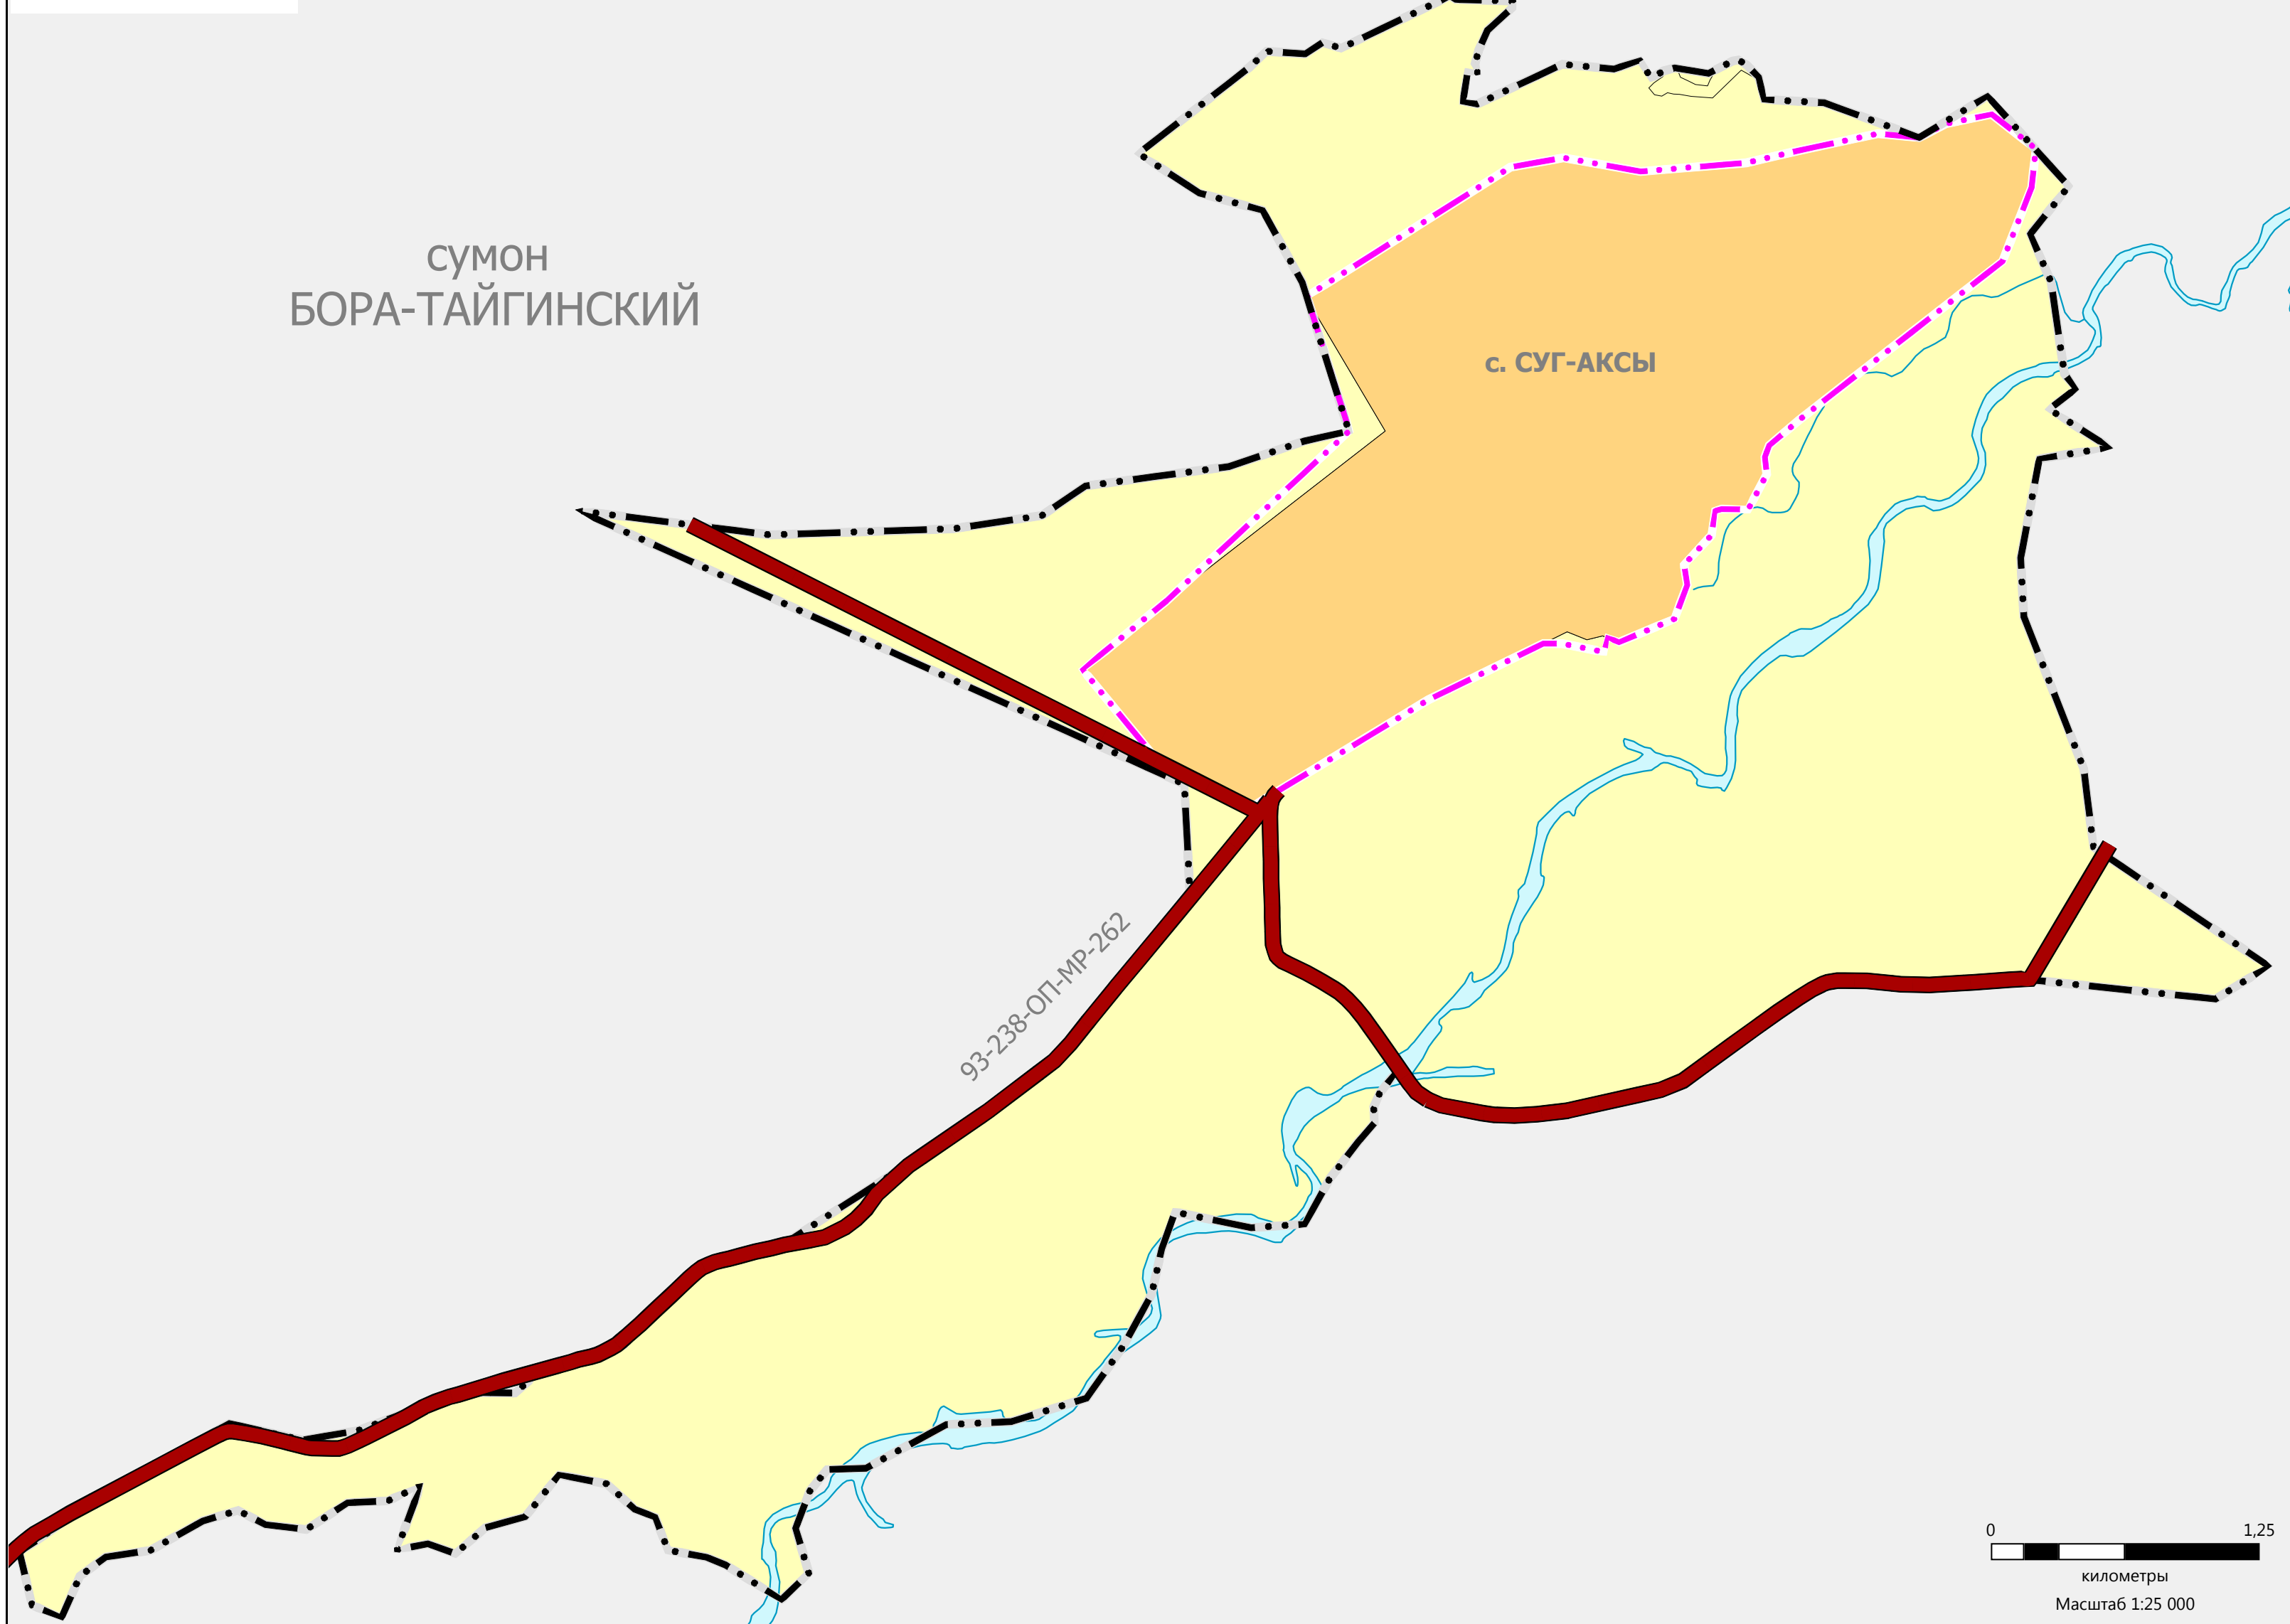 сумон
БОРА-ТАЙГИНСКИЙ
с. СУГ-АКСЫ
93-238-ОП-МР-262
0 1,25
километры
Масштаб 1:25 000